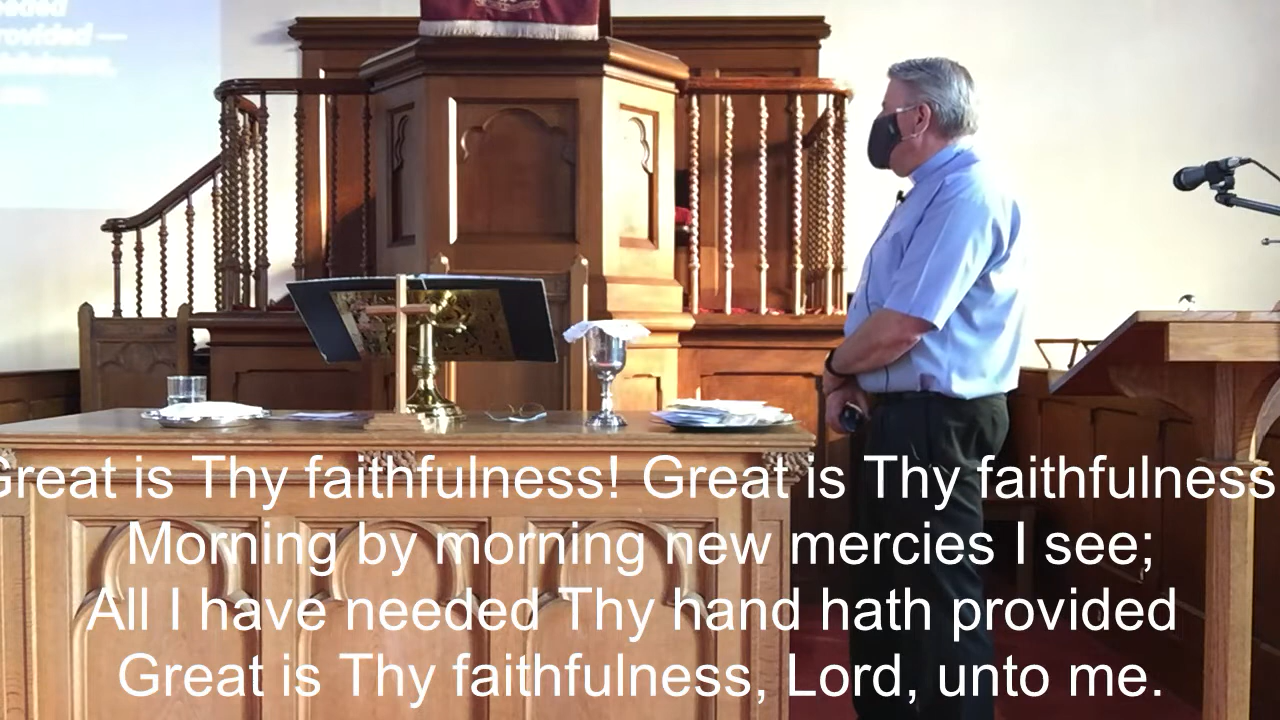 Great is Thy faithfulness! Great is Thy faithfulness
Morning by morning new mercies I see;
All I have needed Thy hand hath provided
Great is Thy faithfulness, Lord, unto me.